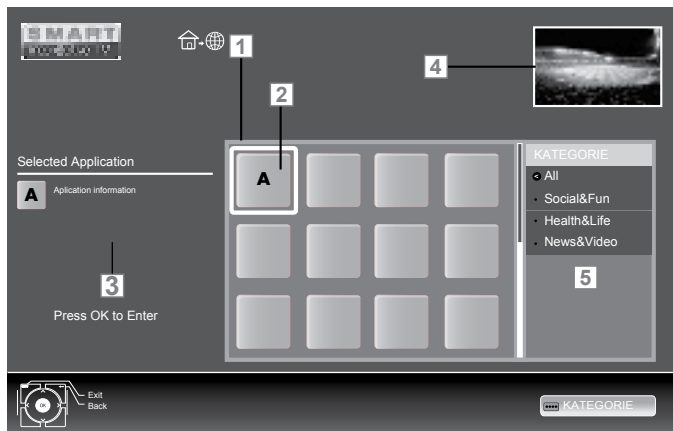 SMART
1
2
4
Selected Application
A
Aplication information
3
Press OK to Enter
A
KATEGORIE
All
Social&Fun
Health&Life
News&Video
5
Exit
Back
OK
KATEGORIE